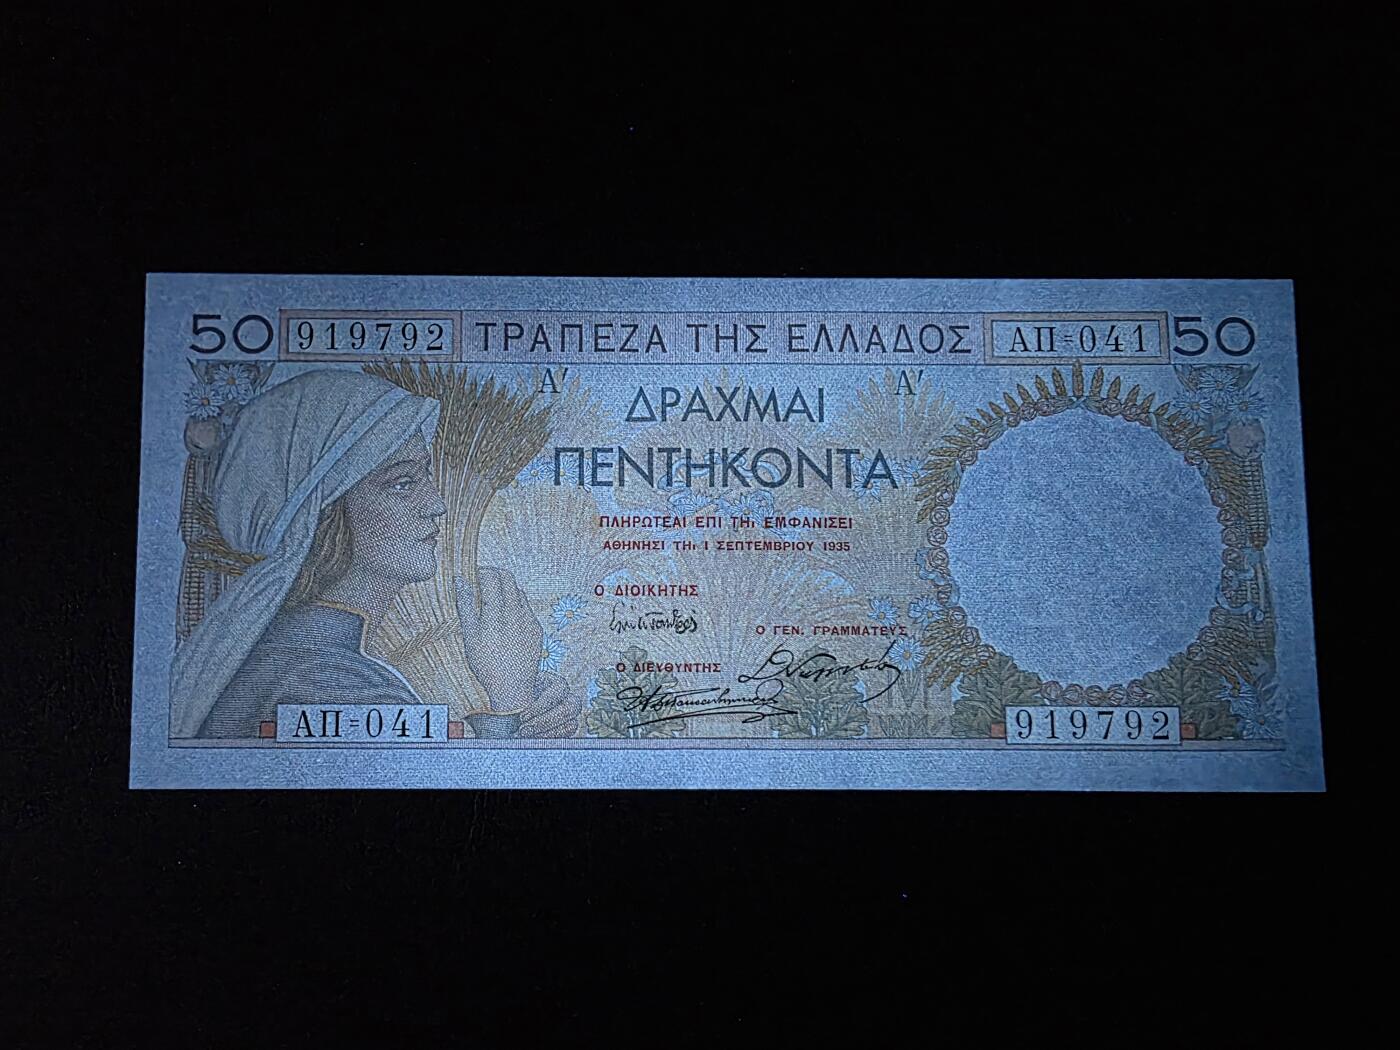 50 919792 ΤΡΑΠΕΖΑ ΤΗΣ ΕΛΛΑΔΟΣ ΑΠ=041 50
Α' Α'
ΔΡΑΧΜΑΙ
ΠΕΝΤΗΚΟΝΤΑ
ΠΛΗΡΩΤΕΑΙ ΕΠΙ ΤΗι ΕΜΦΑΝΙΣΕΙ
ΑΘΗΝΗΣΙ ΤΗι 1 ΣΕΠΤΕΜΒΡΙΟΥ 1935
Ο ΔΙΟΙΚΗΤΗΣ
Ο ΓΕΝ. ΓΡΑΜΜΑΤΕΥΣ
Ο ΔΙΕΥΘΥΝΤΗΣ
ΑΠ=041 919792